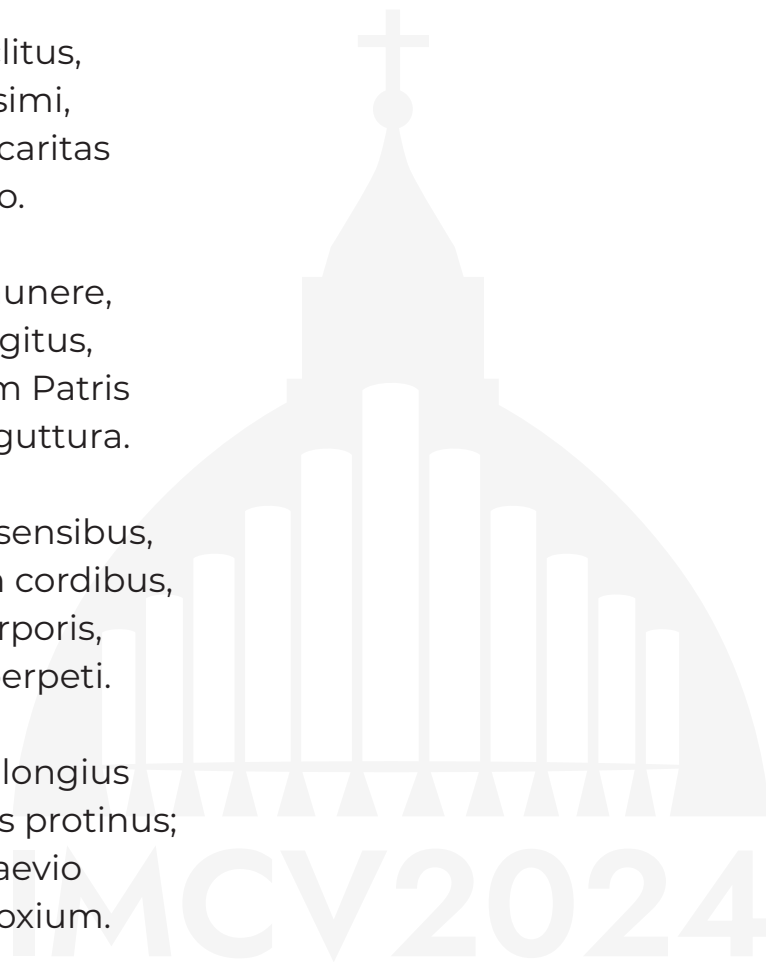 litus,
simi,
caritas
o.
unere,
gitus,
m Patris
guttura.
sensibus,
cordibus,
rporis,
erpeti.
longius
s protinus;
aevio
oxium.
IMCV2024